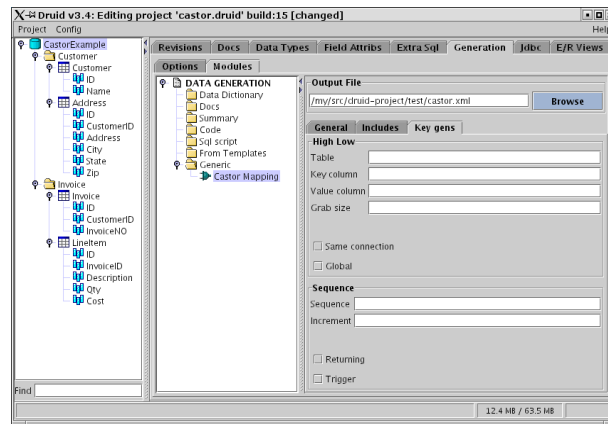 Druid v3.4: Editing project 'castor.druid' build:15 [changed]
Project Config Help
CastorExample
Customer
Customer
ID
Name
Address
ID
CustomerID
Address
City
State
Zip
Invoice
Invoice
ID
CustomerID
InvoiceNO
LineItem
ID
InvoiceID
Description
Qty
Cost
Find
Revisions Docs Data Types Field Attribs Extra Sql Generation Jdbc E/R Views
Options Modules
DATA GENERATION
Data Dictionary
Docs
Summary
Code
Sql script
From Templates
Generic
Castor Mapping
Output File
/my/src/druid-project/test/castor.xml Browse
General Includes Key gens
High Low
Table
Key column
Value column
Grab size
Same connection
Global
Sequence
Sequence
Increment
Returning
Trigger
12.4 MB / 63.5 MB